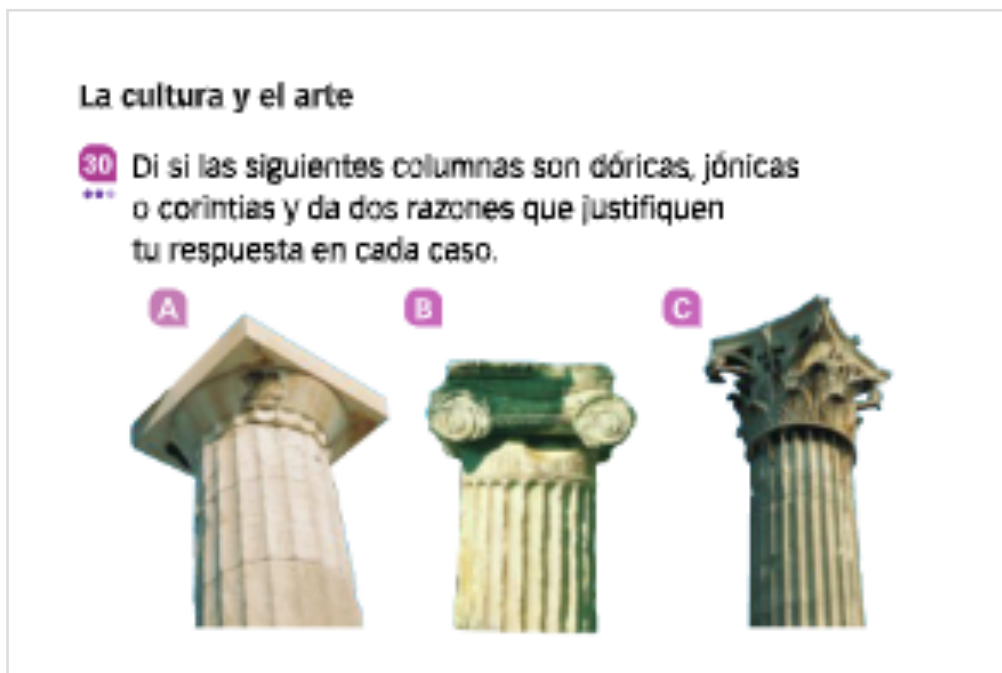 La cultura y el arte
30 Di si las siguientes columnas son dóricas, jónicas
o corintias y da dos razones que justifiquen
tu respuesta en cada caso.
A B C